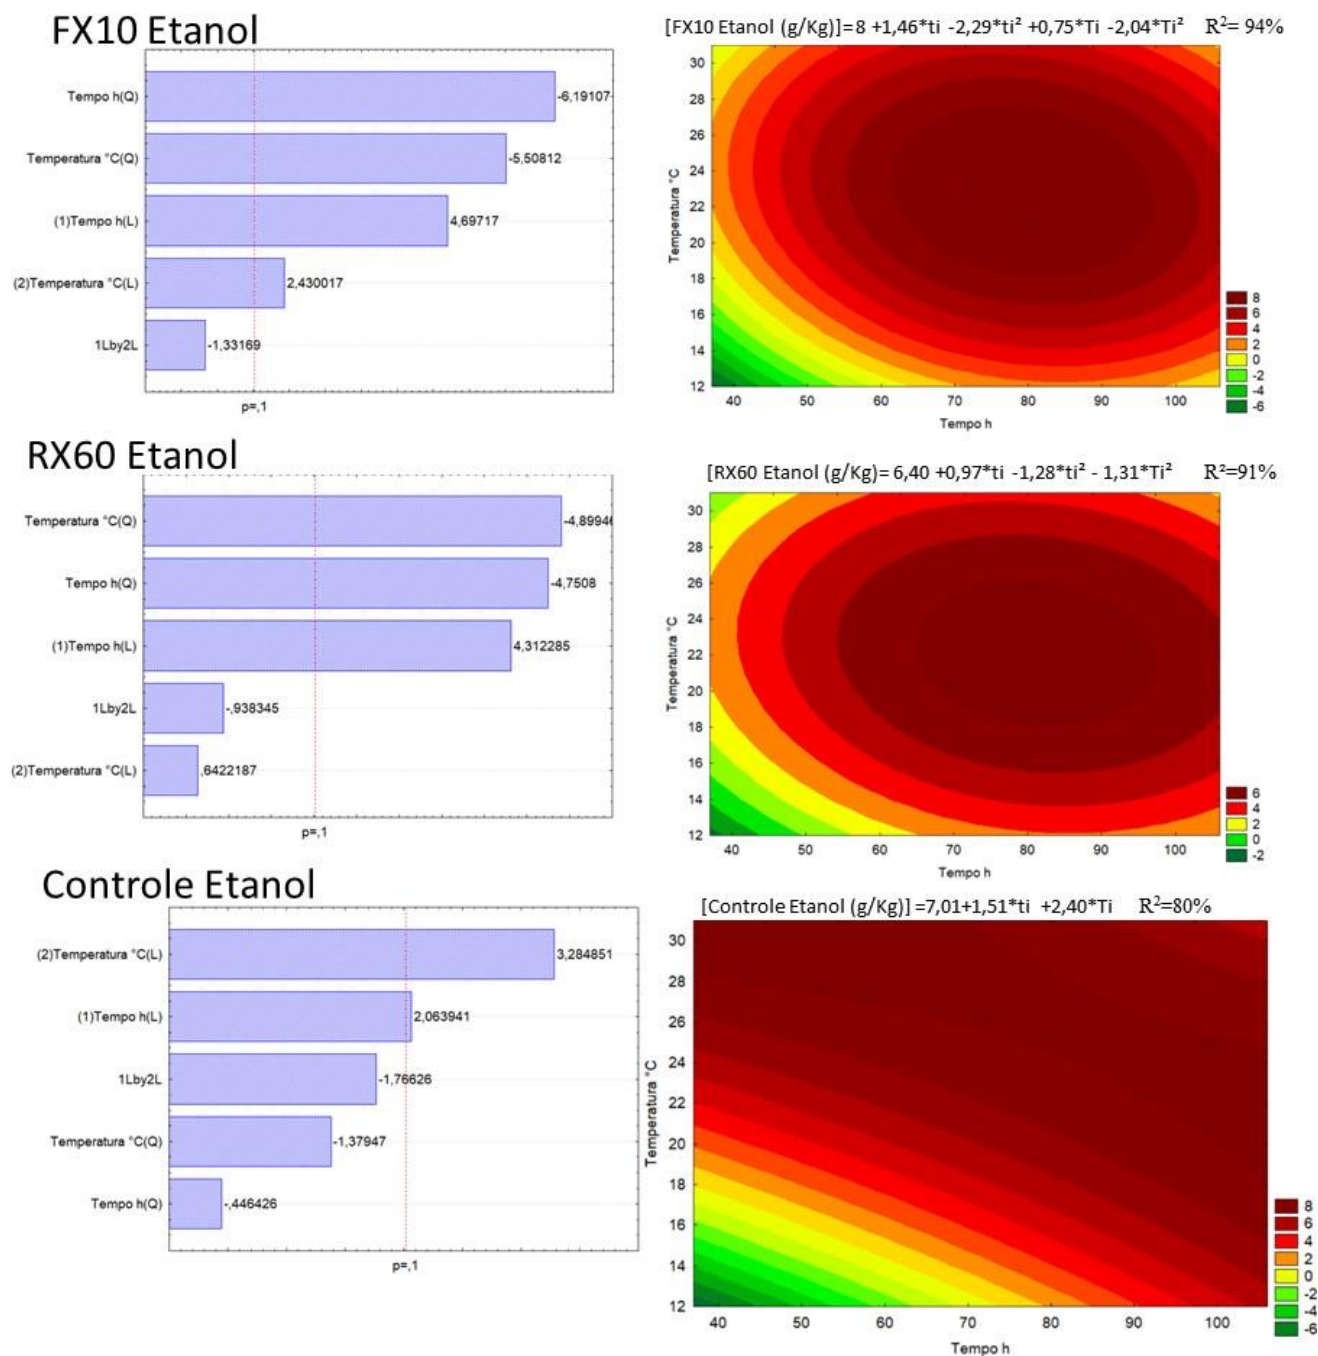 FX10 Etanol
Tempo h(Q)
-6,19107
Temperatura °C(Q)
-5,50812
(1)Tempo h(L)
4,69717
(2)Temperatura °C(L)
2,430017
1Lby2L
-1,33169
p=,1
[FX10 Etanol (g/Kg)]=8 +1,46*ti -2,29*ti² +0,75*Ti -2,04*Ti² R²= 94%
Temperatura °C
30
28
26
24
22
20
18
16
14
12
40 50 60 70 80 90 100
Tempo h
8
6
4
2
0
-2
-4
-6
RX60 Etanol
Temperatura °C(Q)
-4,89946
Tempo h(Q)
-4,7508
(1)Tempo h(L)
4,312285
1Lby2L
-,938345
(2)Temperatura °C(L)
,6422187
p=,1
[RX60 Etanol (g/Kg)= 6,40 +0,97*ti -1,28*ti² - 1,31*Ti² R²=91%
Temperatura °C
30
28
26
24
22
20
18
16
14
12
40 50 60 70 80 90 100
Tempo h
6
4
2
0
-2
Controle Etanol
(2)Temperatura °C(L)
3,284851
(1)Tempo h(L)
2,063941
1Lby2L
-1,76626
Temperatura °C(Q)
-1,37947
Tempo h(Q)
-,446426
p=,1
[Controle Etanol (g/Kg)] =7,01+1,51*ti +2,40*Ti R²=80%
Temperatura °C
30
28
26
24
22
20
18
16
14
12
40 50 60 70 80 90 100
Tempo h
8
6
4
2
0
-2
-4
-6